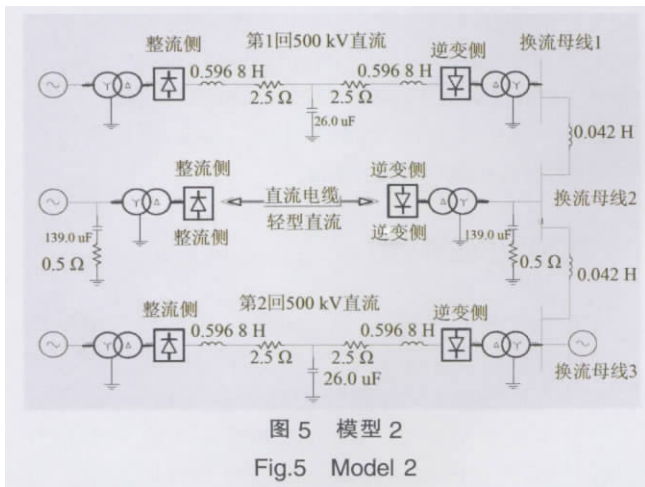 整流侧 第1回500 kV直流 逆变侧 换流母线1
0.596 8 H 0.596 8 H
2.5 Ω 2.5 Ω
26.0 uF
0.042 H
整流侧 逆变侧
直流电缆
换流母线2
轻型直流
139.0 uF 整流侧 逆变侧 139.0 uF
0.5 Ω 0.5 Ω
0.042 H
整流侧 第2回500 kV直流 逆变侧
0.596 8 H 0.596 8 H
2.5 Ω 2.5 Ω
26.0 uF
换流母线3
图 5 模型 2
Fig.5 Model 2